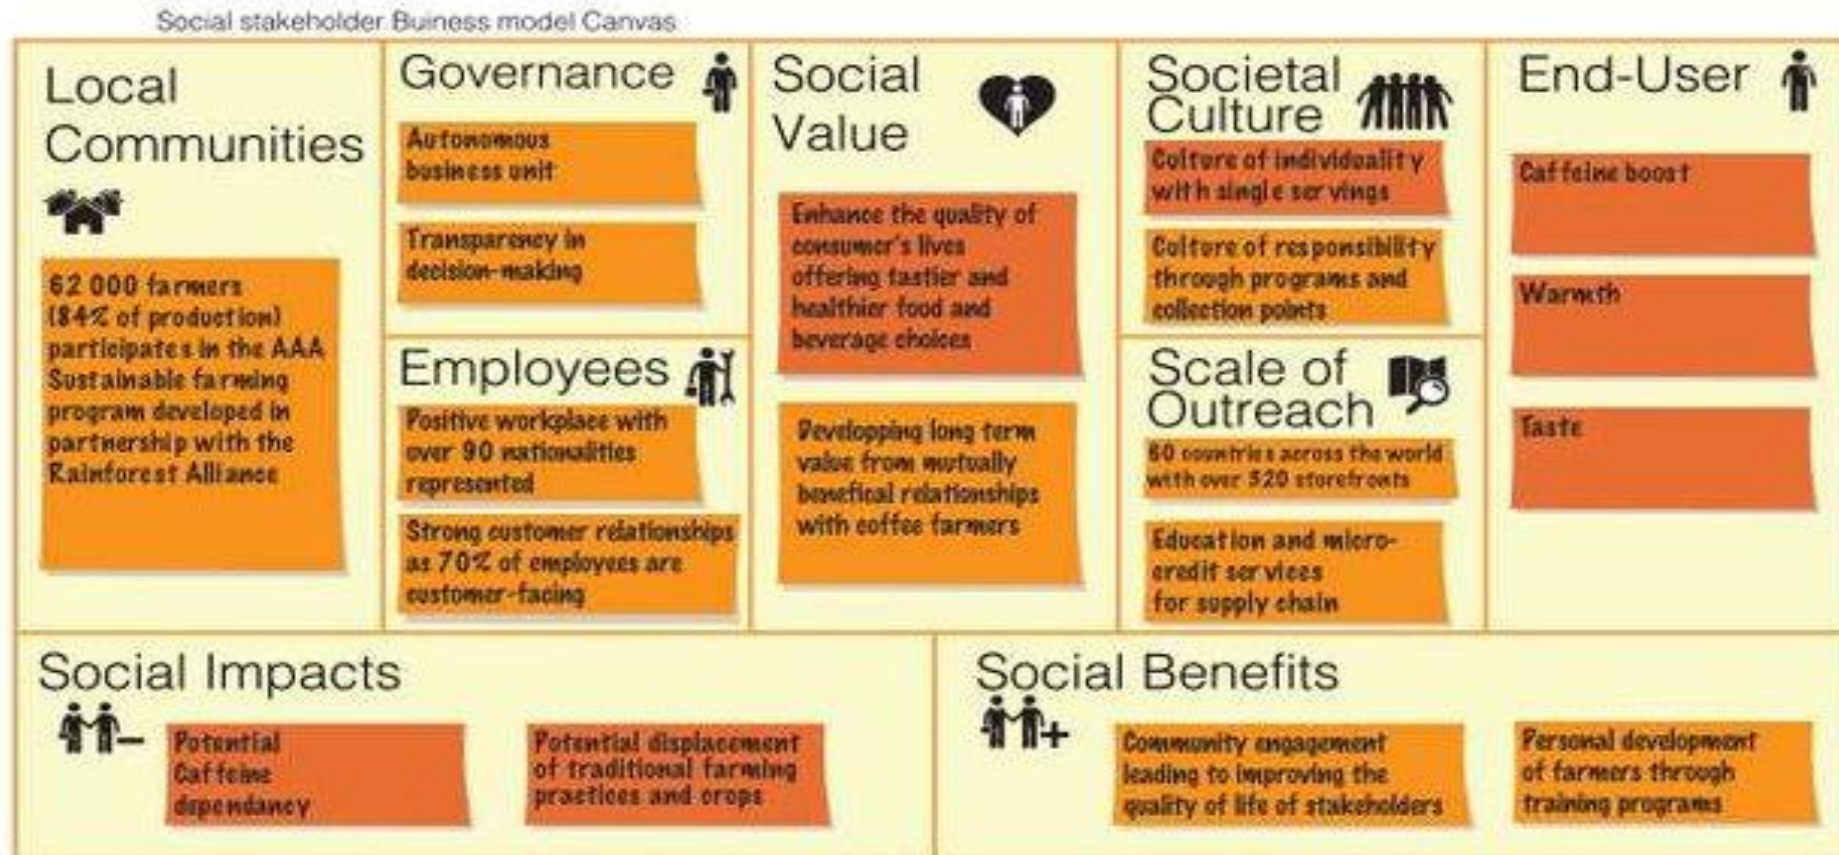 Social stakeholder Buiness model Canvas
Local
Communities
62 000 farmers
(84% of production)
participates in the AAA
Sustainable farming
program developed in
partnership with the
Rainforest Alliance
Governance
Autonomous
business unit
Transparency in
decision-making
Employees
Positive workplace with
over 90 nationalities
represented
Strong customer relationships
as 70% of employees are
customer-facing
Social
Value
Enhance the quality of
consumer's lives
offering tastier and
healthier food and
beverage choices
Developping long term
value from mutually
benefical relationships
with coffee farmers
Societal
Culture
Culture of individuality
with single servings
Culture of responsibility
through programs and
collection points
Scale of
Outreach
60 countries across the world
with over 320 storefronts
Education and micro-
credit services
for supply chain
End-User
Caffeine boost
Warmth
Taste
Social Impacts
Potential
Caffeine
dependancy
Potential displacement
of traditional farming
practices and crops
Social Benefits
Community engagement
leading to improving the
quality of life of stakeholders
Personal development
of farmers through
training programs